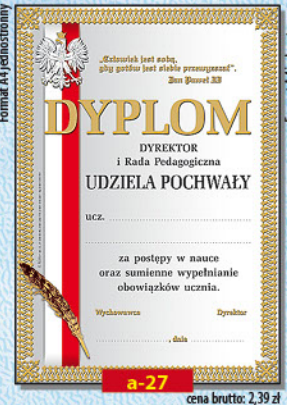 Format A4 jednostronny
„Człowiek jest sobą,
gdy gotów jest siebie przezwyciężać".
Jan Paweł II
DYPLOM
DYREKTOR
i Rada Pedagogiczna
UDZIELA POCHWAŁY
ucz.
za postępy w nauce
oraz sumienne wypełnianie
obowiązków ucznia.
Wychowawca Dyrektor
, dnia
a-27
cena brutto: 2,39 zł